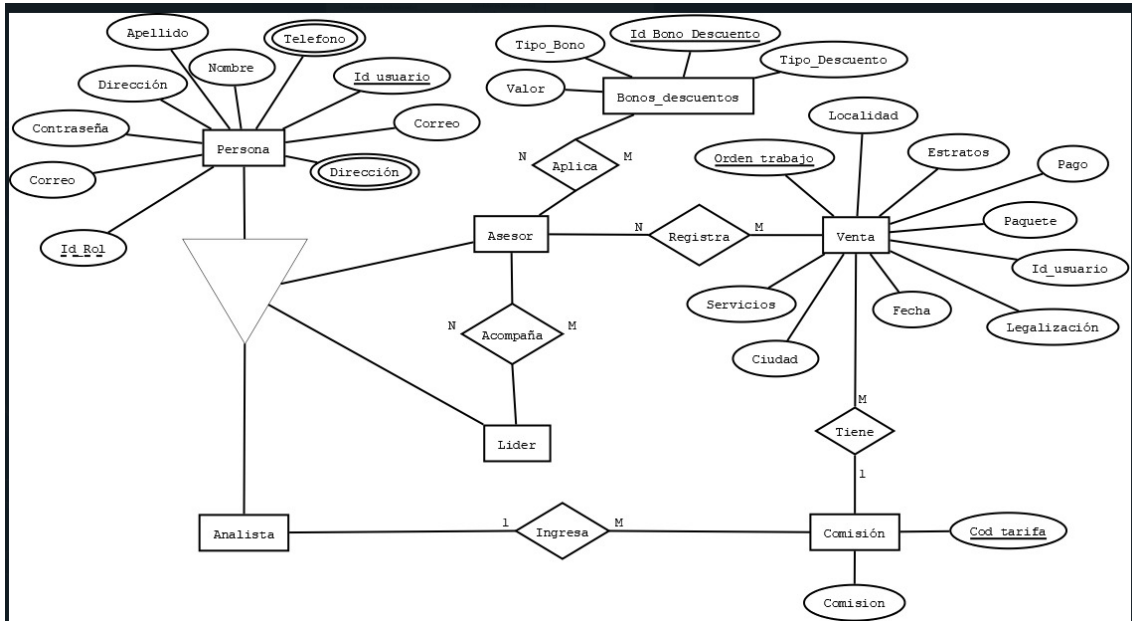 Apellido
Telefono
Dirección
Nombre
Id usuario
Contraseña
Persona
Correo
Correo
Dirección
Id_Rol
Tipo_Bono
Id Bono Descuento
Tipo_Descuento
Valor
Bonos_descuentos
N
Aplica
M
Localidad
Orden trabajo
Estratos
Pago
Asesor
N
Registra
M
Venta
Paquete
Id_usuario
Servicios
Fecha
Legalización
Ciudad
N
Acompaña
M
Lider
M
Tiene
1
Analista
1
Ingresa
M
Comisión
Cod tarifa
Comision